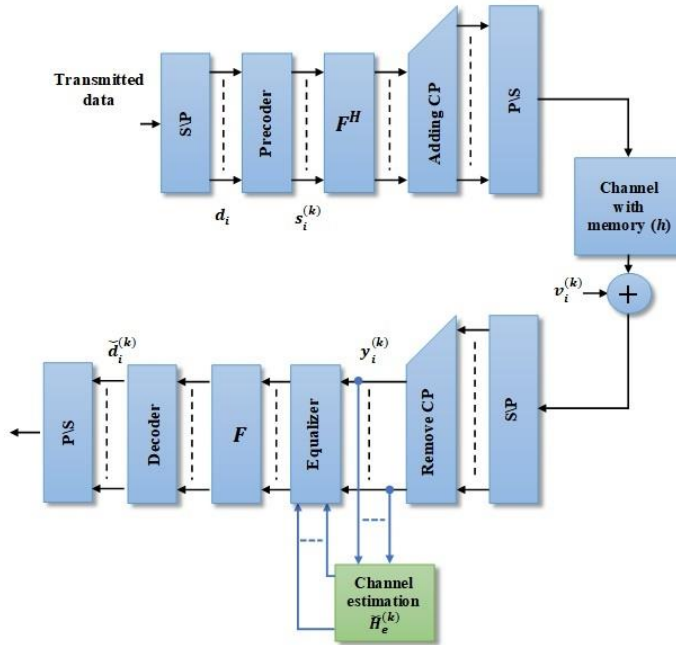 Transmitted
data
S\P
Precoder
F^H
Adding CP
P\S
d_i
s_i^{(k)}
Channel
with
memory (h)
v_i^{(k)}
+
d̆_i^{(k)}
y_i^{(k)}
P\S
Decoder
F
Equalizer
Remove CP
S\P
Channel
estimation
H̆_e^{(k)}